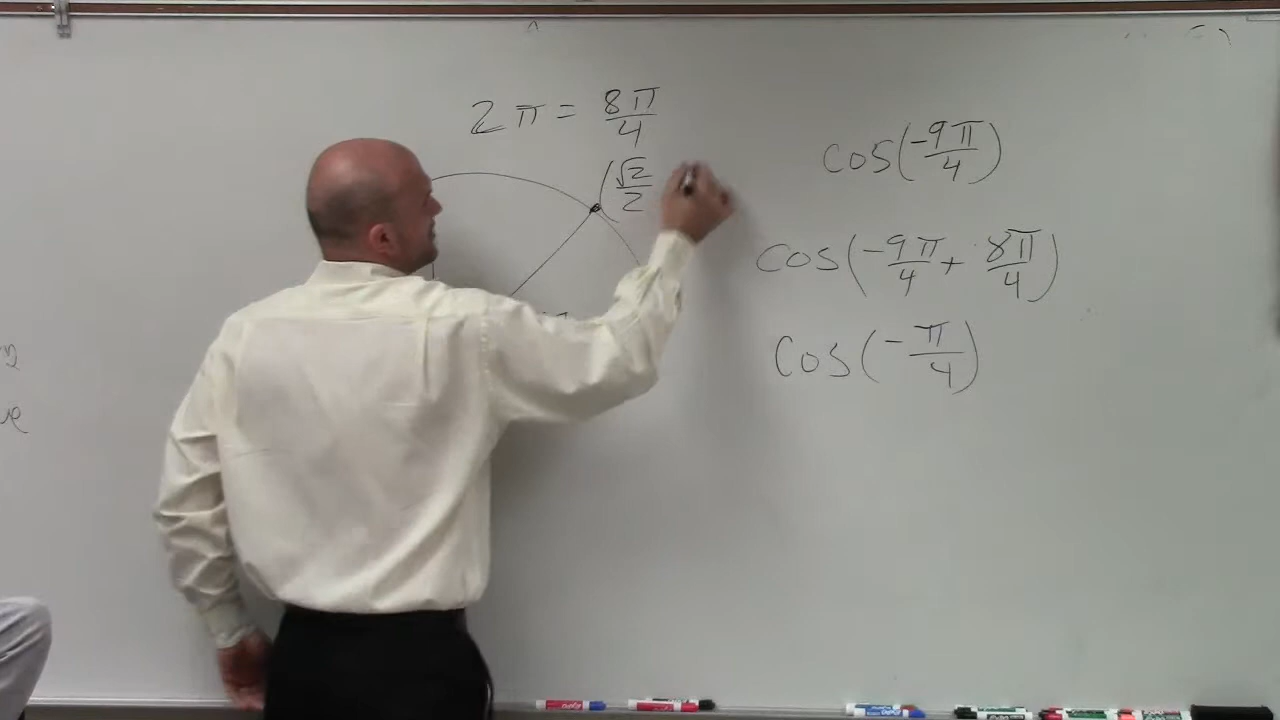 2π = 8π/4
(√2/2
cos(-9π/4)
cos(-9π/4 + 8π/4)
cos(-π/4)